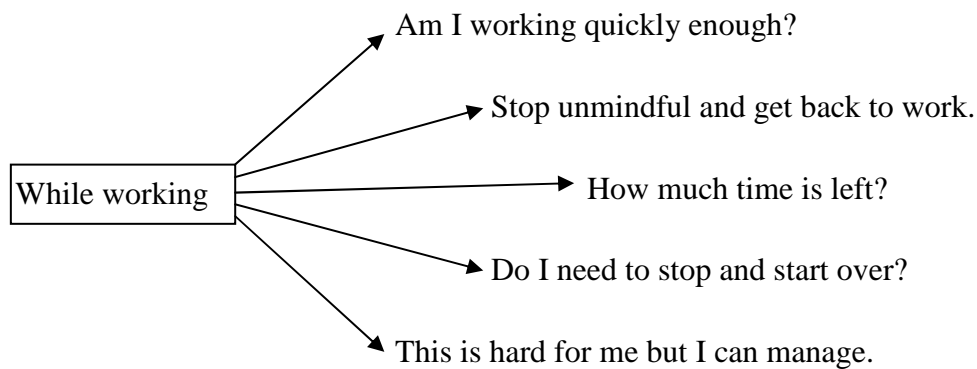 Am I working quickly enough?
Stop unmindful and get back to work.
While working
How much time is left?
Do I need to stop and start over?
This is hard for me but I can manage.